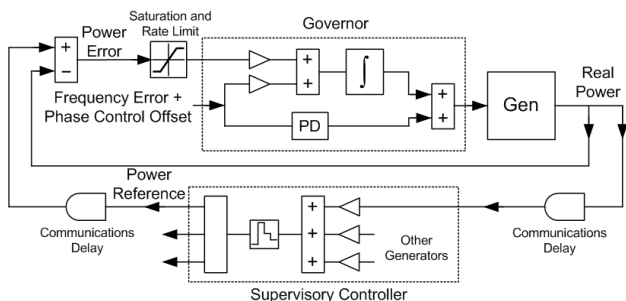 Saturation and
Rate Limit
Governor
Power
Error
+
−
+
+
∫
Frequency Error +
Phase Control Offset
PD
+
+
Gen
Real
Power
Power
Reference
Communications
Delay
+
+
+
Other
Generators
Communications
Delay
Supervisory Controller